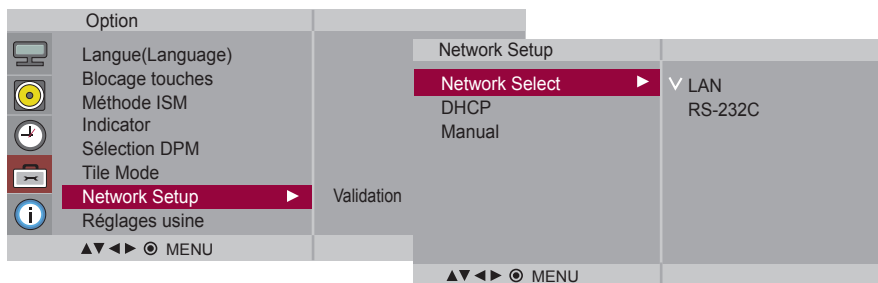 Option
Langue(Language)
Blocage touches
Méthode ISM
Indicator
Sélection DPM
Tile Mode
Network Setup ► Validation
Réglages usine
▲▼◄► ◉ MENU
Network Setup
Network Select ► ✓ LAN
DHCP RS-232C
Manual
▲▼◄► ◉ MENU